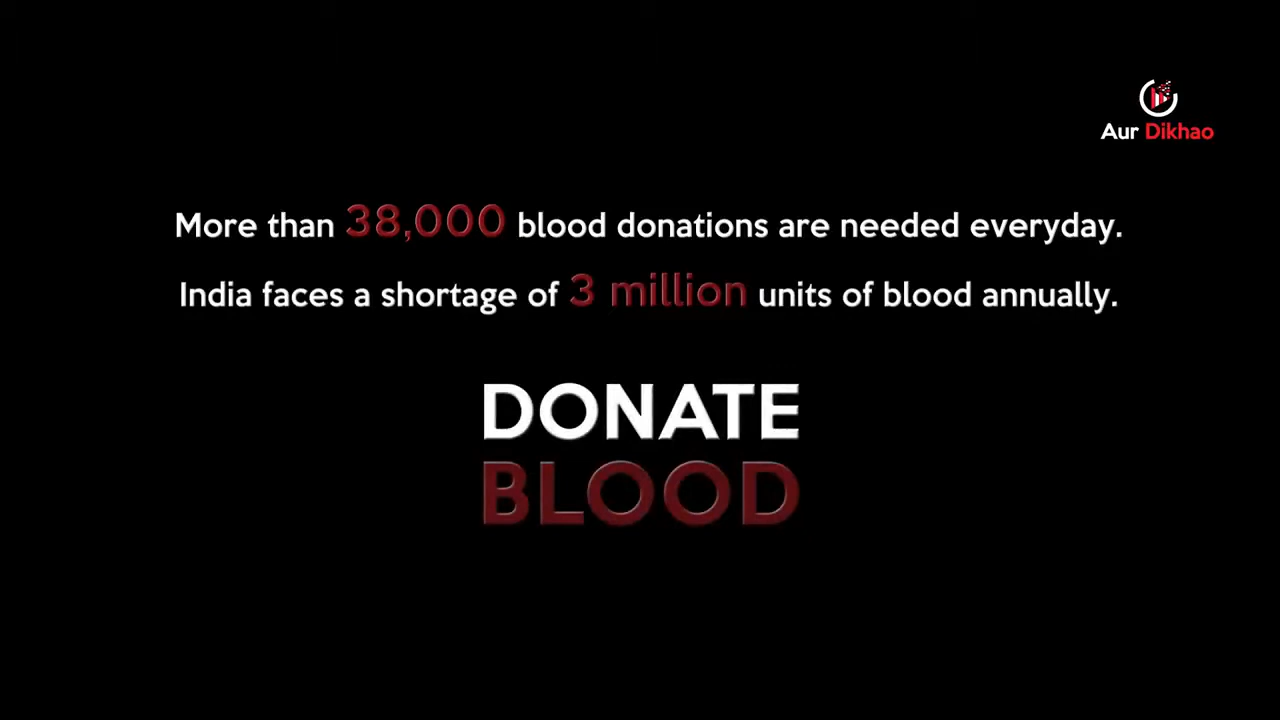 Aur Dikhao
More than 38,000 blood donations are needed everyday.
India faces a shortage of 3 million units of blood annually.
DONATE
BLOOD